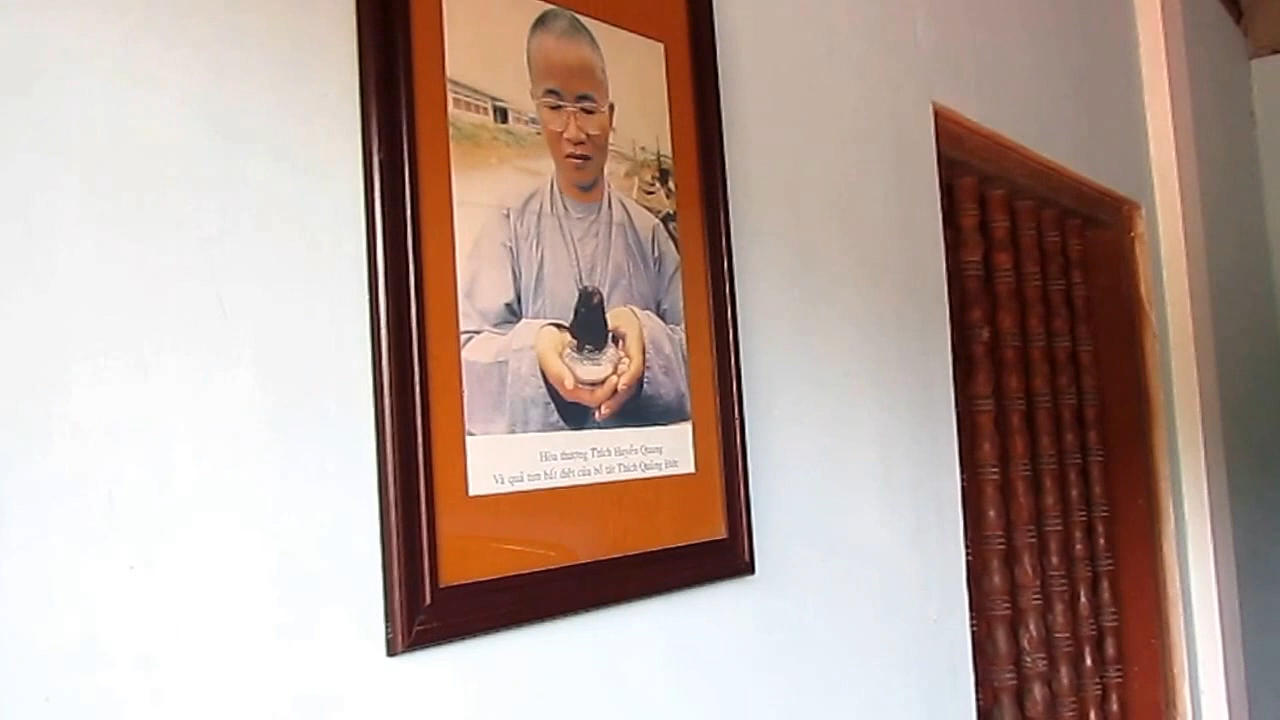 Hòa thượng Thích Huyền Quang
Và quả tim bất diệt của bồ tát Thích Quảng Đức